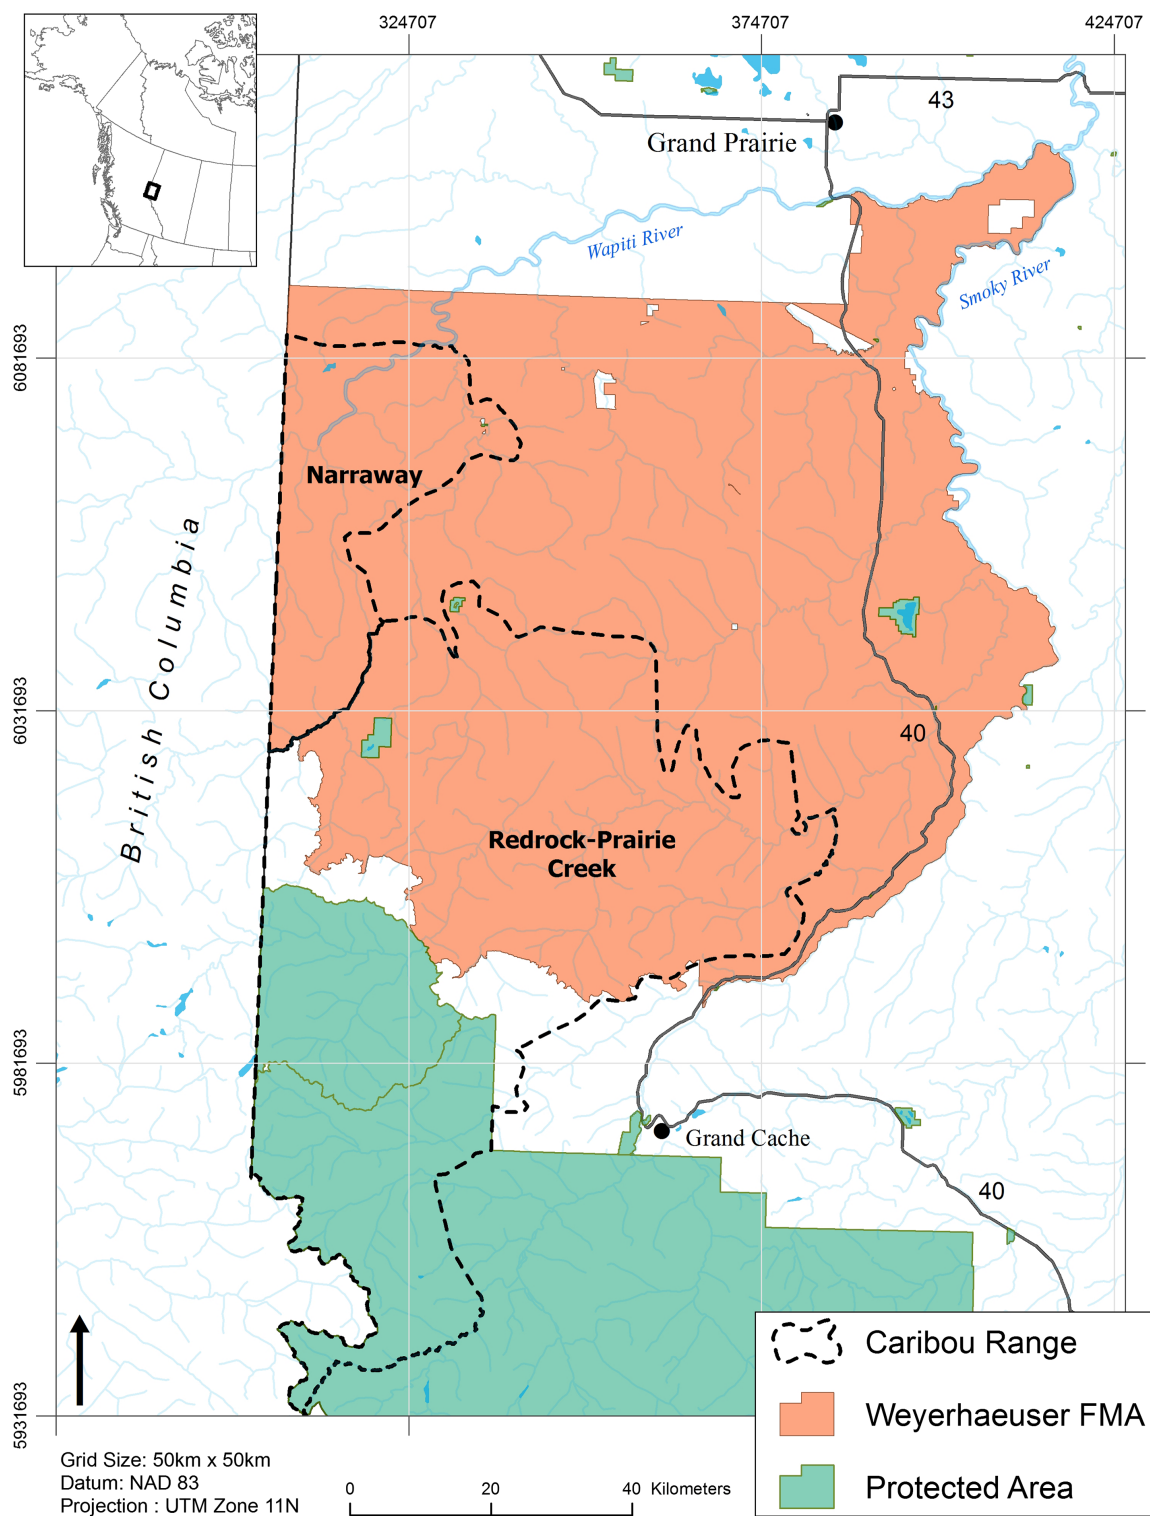 324707
374707
424707
43
Grand Prairie
Wapiti River
Smoky River
6081693
Narraway
British Columbia
6031693
40
Redrock-Prairie
Creek
5981693
Grand Cache
40
5931693
Caribou Range
Weyerhaeuser FMA
Protected Area
Grid Size: 50km x 50km
Datum: NAD 83
Projection : UTM Zone 11N
0 20 40 Kilometers